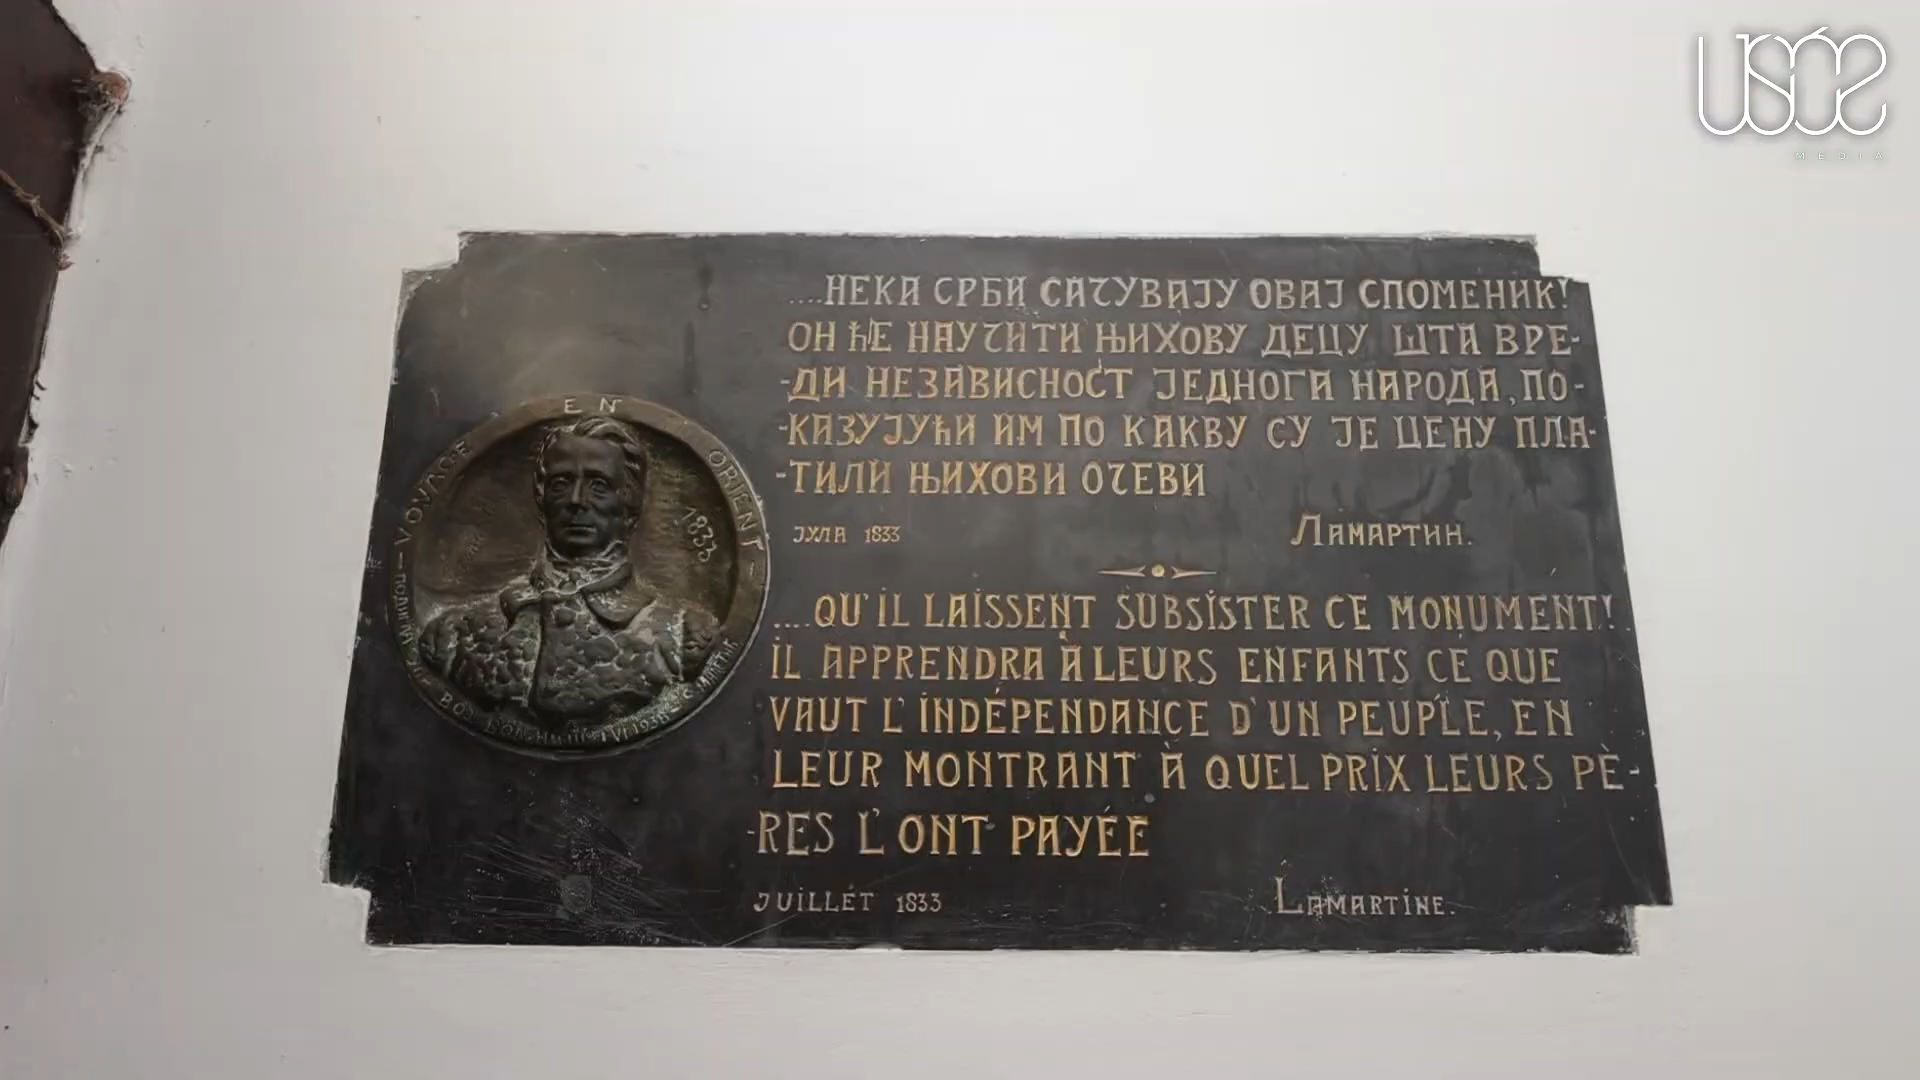 ....НЕКА СРБИ САЧУВАЈУ ОВАЈ СПОМЕНИК!
ОН ЋЕ НАУЧИТИ ЊИХОВУ ДЕЦУ ШТА ВРЕ-
-ДИ НЕЗАВИСНОСТ ЈЕДНОГА НАРОДА, ПО-
-КАЗУЈУЋИ ИМ ПО КАКВУ СУ ЈЕ ЦЕНУ ПЛА-
-ТИЛИ ЊИХОВИ ОЧЕВИ
ЈУЛА 1833 ЛАМАРТИН.
....QU'IL LAISSENT SUBSISTER CE MONUMENT!
IL APPRENDRA À LEURS ENFANTS CE QUE
VAUT L'INDÉPENDANCE D'UN PEUPLE, EN
LEUR MONTRANT À QUEL PRIX LEURS PÈ-
-RES L'ONT PAYÉE
JUILLET 1833 LAMARTINE.
VOYAGE EN ORIENT
1833
USCE
MEDIA